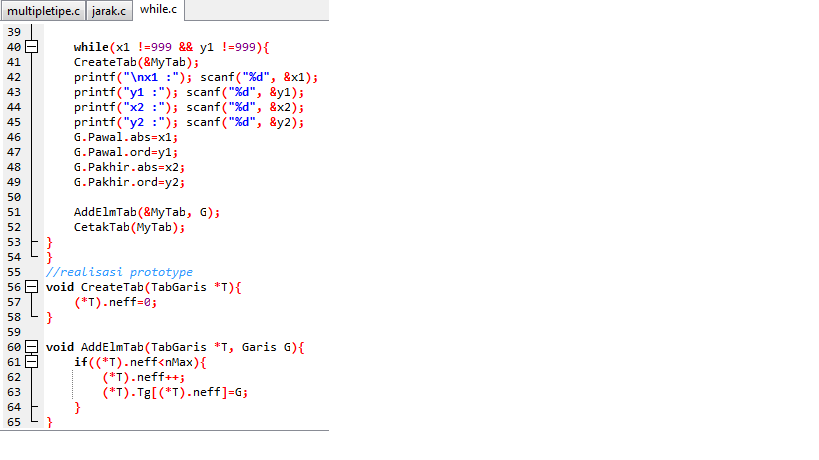 multipletipe.c jarak.c while.c
39
40 while(x1 !=999 && y1 !=999){
41 CreateTab(&MyTab);
42 printf("\nx1 :"); scanf("%d", &x1);
43 printf("y1 :"); scanf("%d", &y1);
44 printf("x2 :"); scanf("%d", &x2);
45 printf("y2 :"); scanf("%d", &y2);
46 G.Pawal.abs=x1;
47 G.Pawal.ord=y1;
48 G.Pakhir.abs=x2;
49 G.Pakhir.ord=y2;
50
51 AddElmTab(&MyTab, G);
52 CetakTab(MyTab);
53 }
54 }
55 //realisasi prototype
56 void CreateTab(TabGaris *T){
57 (*T).neff=0;
58 }
59
60 void AddElmTab(TabGaris *T, Garis G){
61 if((*T).neff<nMax){
62 (*T).neff++;
63 (*T).Tg[(*T).neff]=G;
64 }
65 }